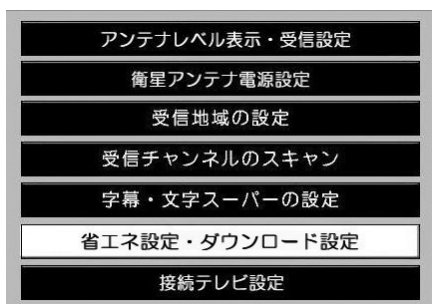 アンテナレベル表示・受信設定
衛星アンテナ電源設定
受信地域の設定
受信チャンネルのスキャン
字幕・文字スーパーの設定
省エネ設定・ダウンロード設定
接続テレビ設定